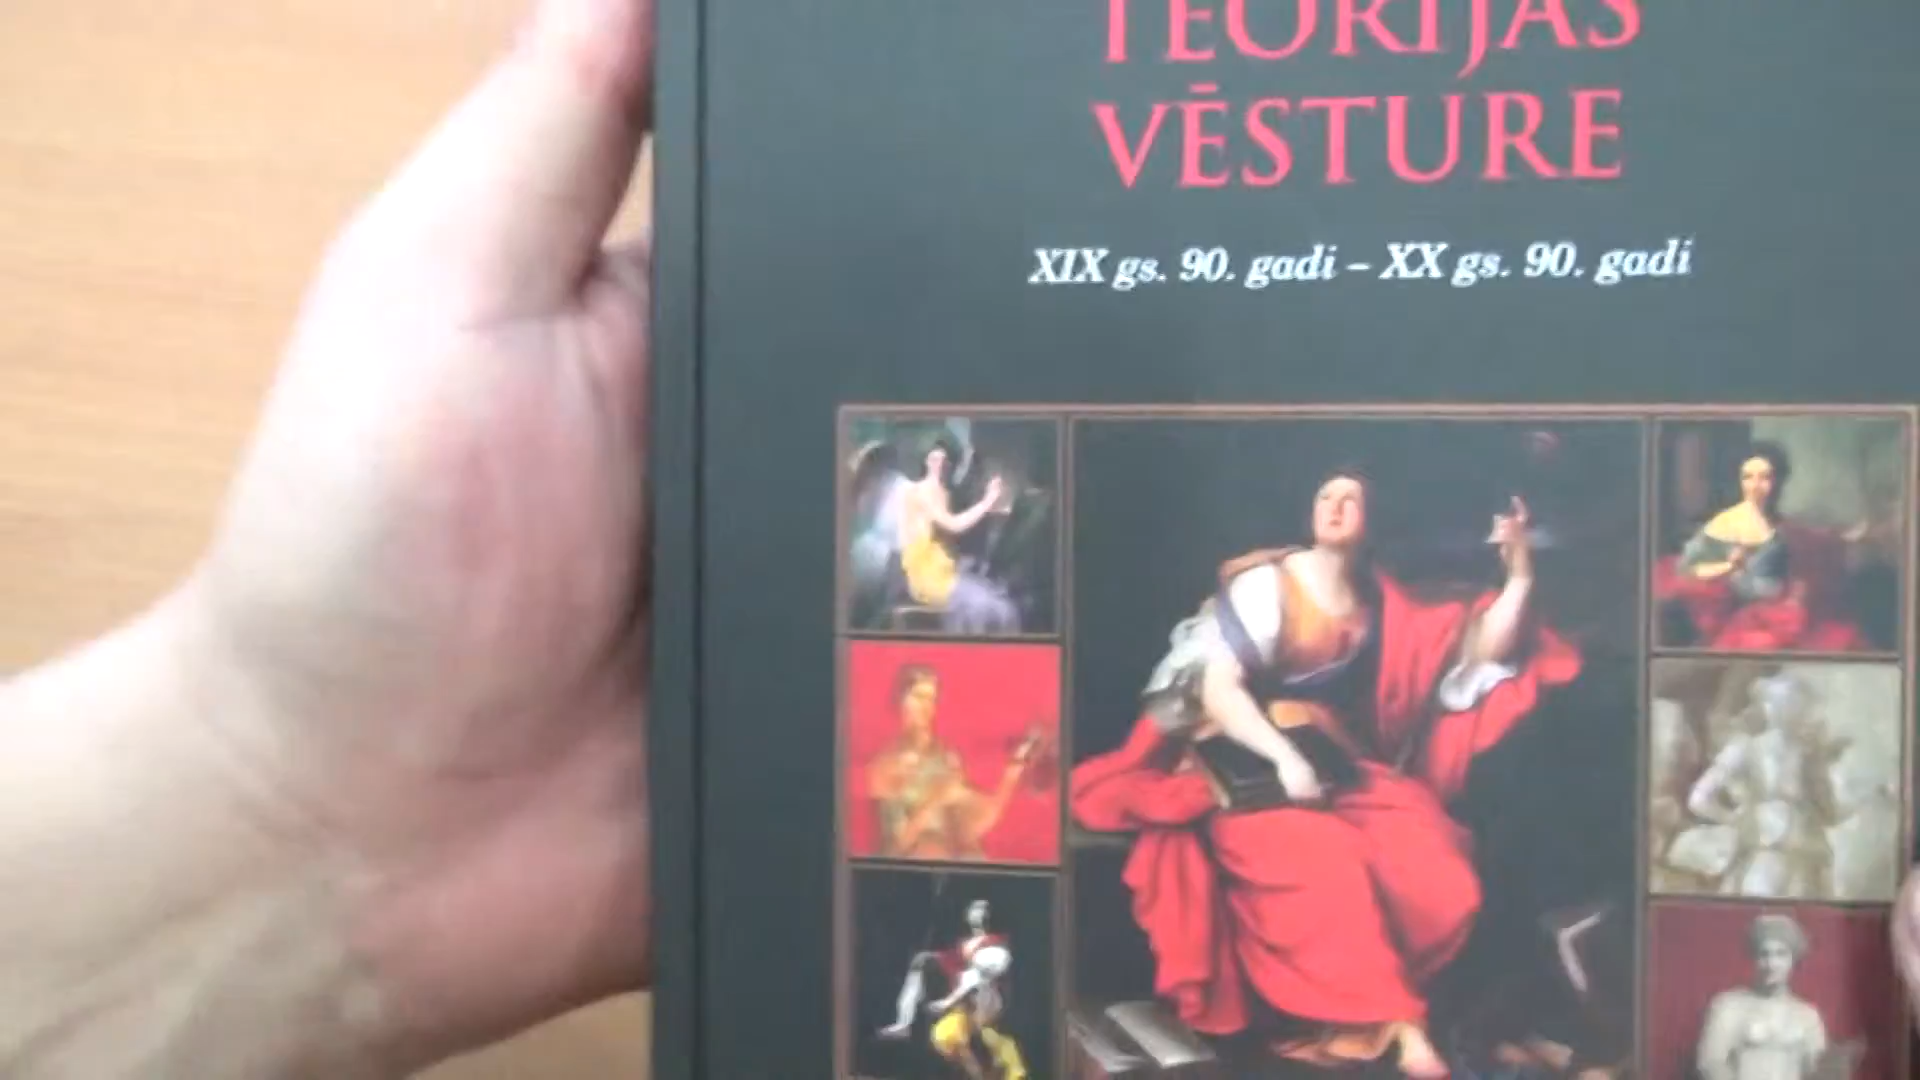 TEORIJAS
VĒSTURE
XIX gs. 90. gadi – XX gs. 90. gadi